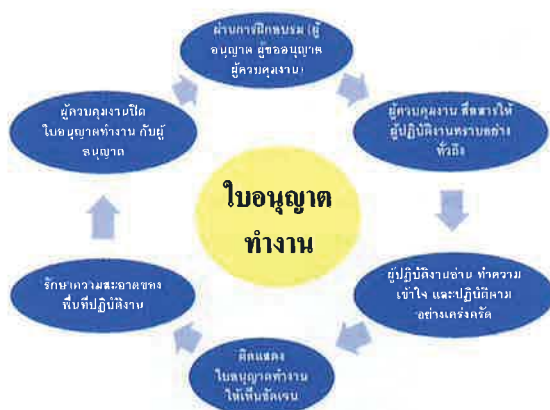 ผ่านการฝึกอบรม (ผู้
อนุญาต ผู้ขออนุญาต
ผู้ควบคุมงาน)
ผู้ควบคุมงาน สื่อสารให้
ผู้ปฏิบัติงานทราบอย่าง
ทั่วถึง
ผู้ปฏิบัติงานอ่าน ทำความ
เข้าใจ และปฏิบัติตาม
อย่างเคร่งครัด
ติดแสดง
ใบอนุญาตทำงาน
ให้เห็นชัดเจน
รักษาความสะอาดของ
พื้นที่ปฏิบัติงาน
ผู้ควบคุมงานปิด
ใบอนุญาตทำงาน กับผู้
อนุญาต
ใบอนุญาต
ทำงาน